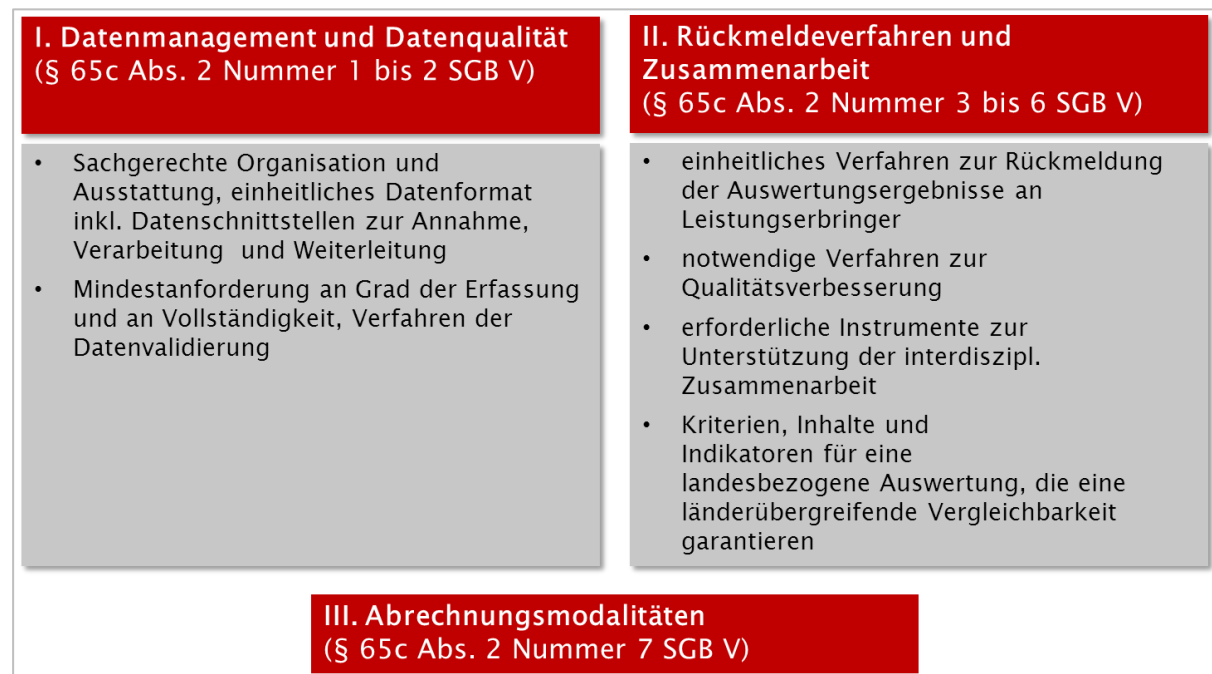 I. Datenmanagement und Datenqualität
(§ 65c Abs. 2 Nummer 1 bis 2 SGB V)
• Sachgerechte Organisation und
Ausstattung, einheitliches Datenformat
inkl. Datenschnittstellen zur Annahme,
Verarbeitung und Weiterleitung
• Mindestanforderung an Grad der Erfassung
und an Vollständigkeit, Verfahren der
Datenvalidierung
II. Rückmeldeverfahren und
Zusammenarbeit
(§ 65c Abs. 2 Nummer 3 bis 6 SGB V)
• einheitliches Verfahren zur Rückmeldung
der Auswertungsergebnisse an
Leistungserbringer
• notwendige Verfahren zur
Qualitätsverbesserung
• erforderliche Instrumente zur
Unterstützung der interdiszipl.
Zusammenarbeit
• Kriterien, Inhalte und
Indikatoren für eine
landesbezogene Auswertung, die eine
länderübergreifende Vergleichbarkeit
garantieren
III. Abrechnungsmodalitäten
(§ 65c Abs. 2 Nummer 7 SGB V)